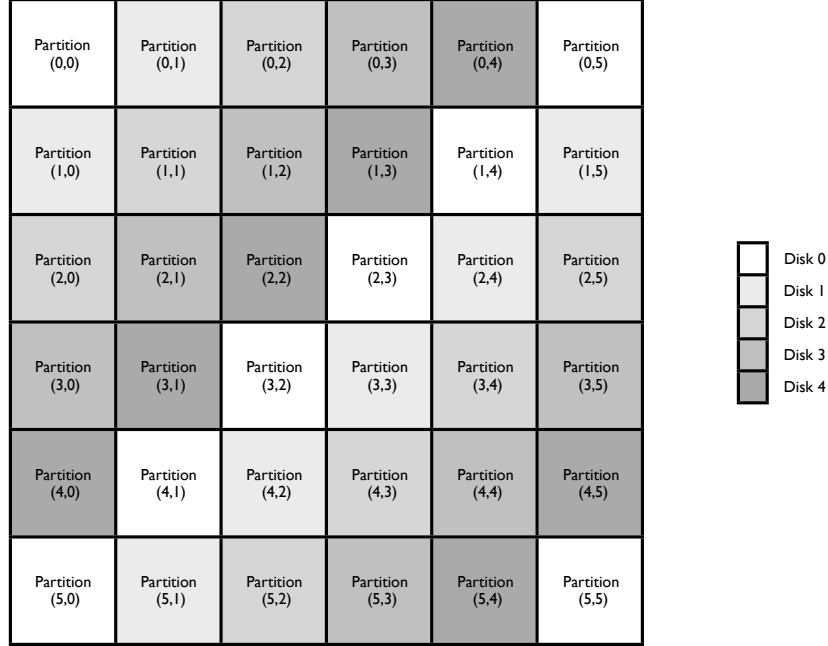 Partition Partition Partition Partition Partition Partition
(0,0) (0,1) (0,2) (0,3) (0,4) (0,5)
Partition Partition Partition Partition Partition Partition
(1,0) (1,1) (1,2) (1,3) (1,4) (1,5)
Partition Partition Partition Partition Partition Partition
(2,0) (2,1) (2,2) (2,3) (2,4) (2,5)
Disk 0
Disk 1
Disk 2
Disk 3
Disk 4
Partition Partition Partition Partition Partition Partition
(3,0) (3,1) (3,2) (3,3) (3,4) (3,5)
Partition Partition Partition Partition Partition Partition
(4,0) (4,1) (4,2) (4,3) (4,4) (4,5)
Partition Partition Partition Partition Partition Partition
(5,0) (5,1) (5,2) (5,3) (5,4) (5,5)